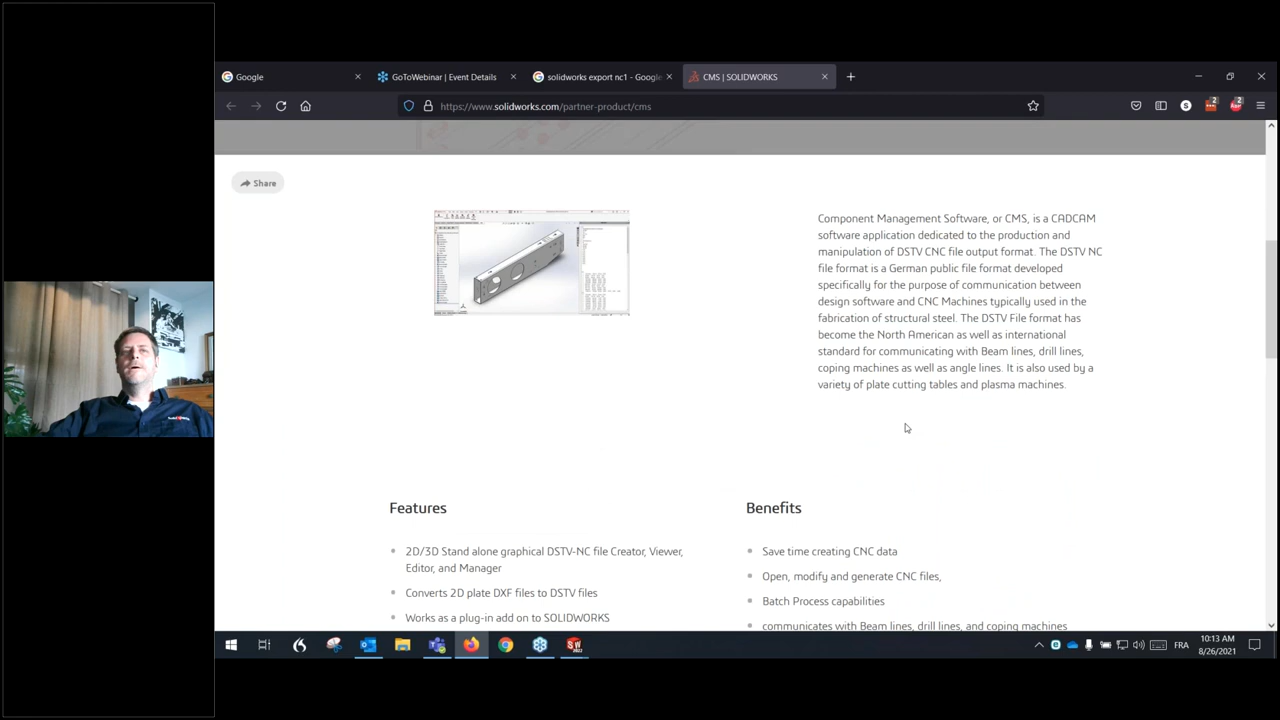 Google
GoToWebinar | Event Details
solidworks export nc1 - Google
CMS | SOLIDWORKS
https://www.solidworks.com/partner-product/cms
S
2
2
Share
Component Management Software, or CMS, is a CADCAM
software application dedicated to the production and
manipulation of DSTV CNC file output format. The DSTV NC
file format is a German public file format developed
specifically for the purpose of communication between
design software and CNC Machines typically used in the
fabrication of structural steel. The DSTV File format has
become the North American as well as international
standard for communicating with Beam lines, drill lines,
coping machines as well as angle lines. It is also used by a
variety of plate cutting tables and plasma machines.
Features
2D/3D Stand alone graphical DSTV-NC file Creator, Viewer,
Editor, and Manager
Converts 2D plate DXF files to DSTV files
Works as a plug-in add on to SOLIDWORKS
Benefits
Save time creating CNC data
Open, modify and generate CNC files,
Batch Process capabilities
communicates with Beam lines, drill lines, and coping machines
FRA
10:13 AM
8/26/2021